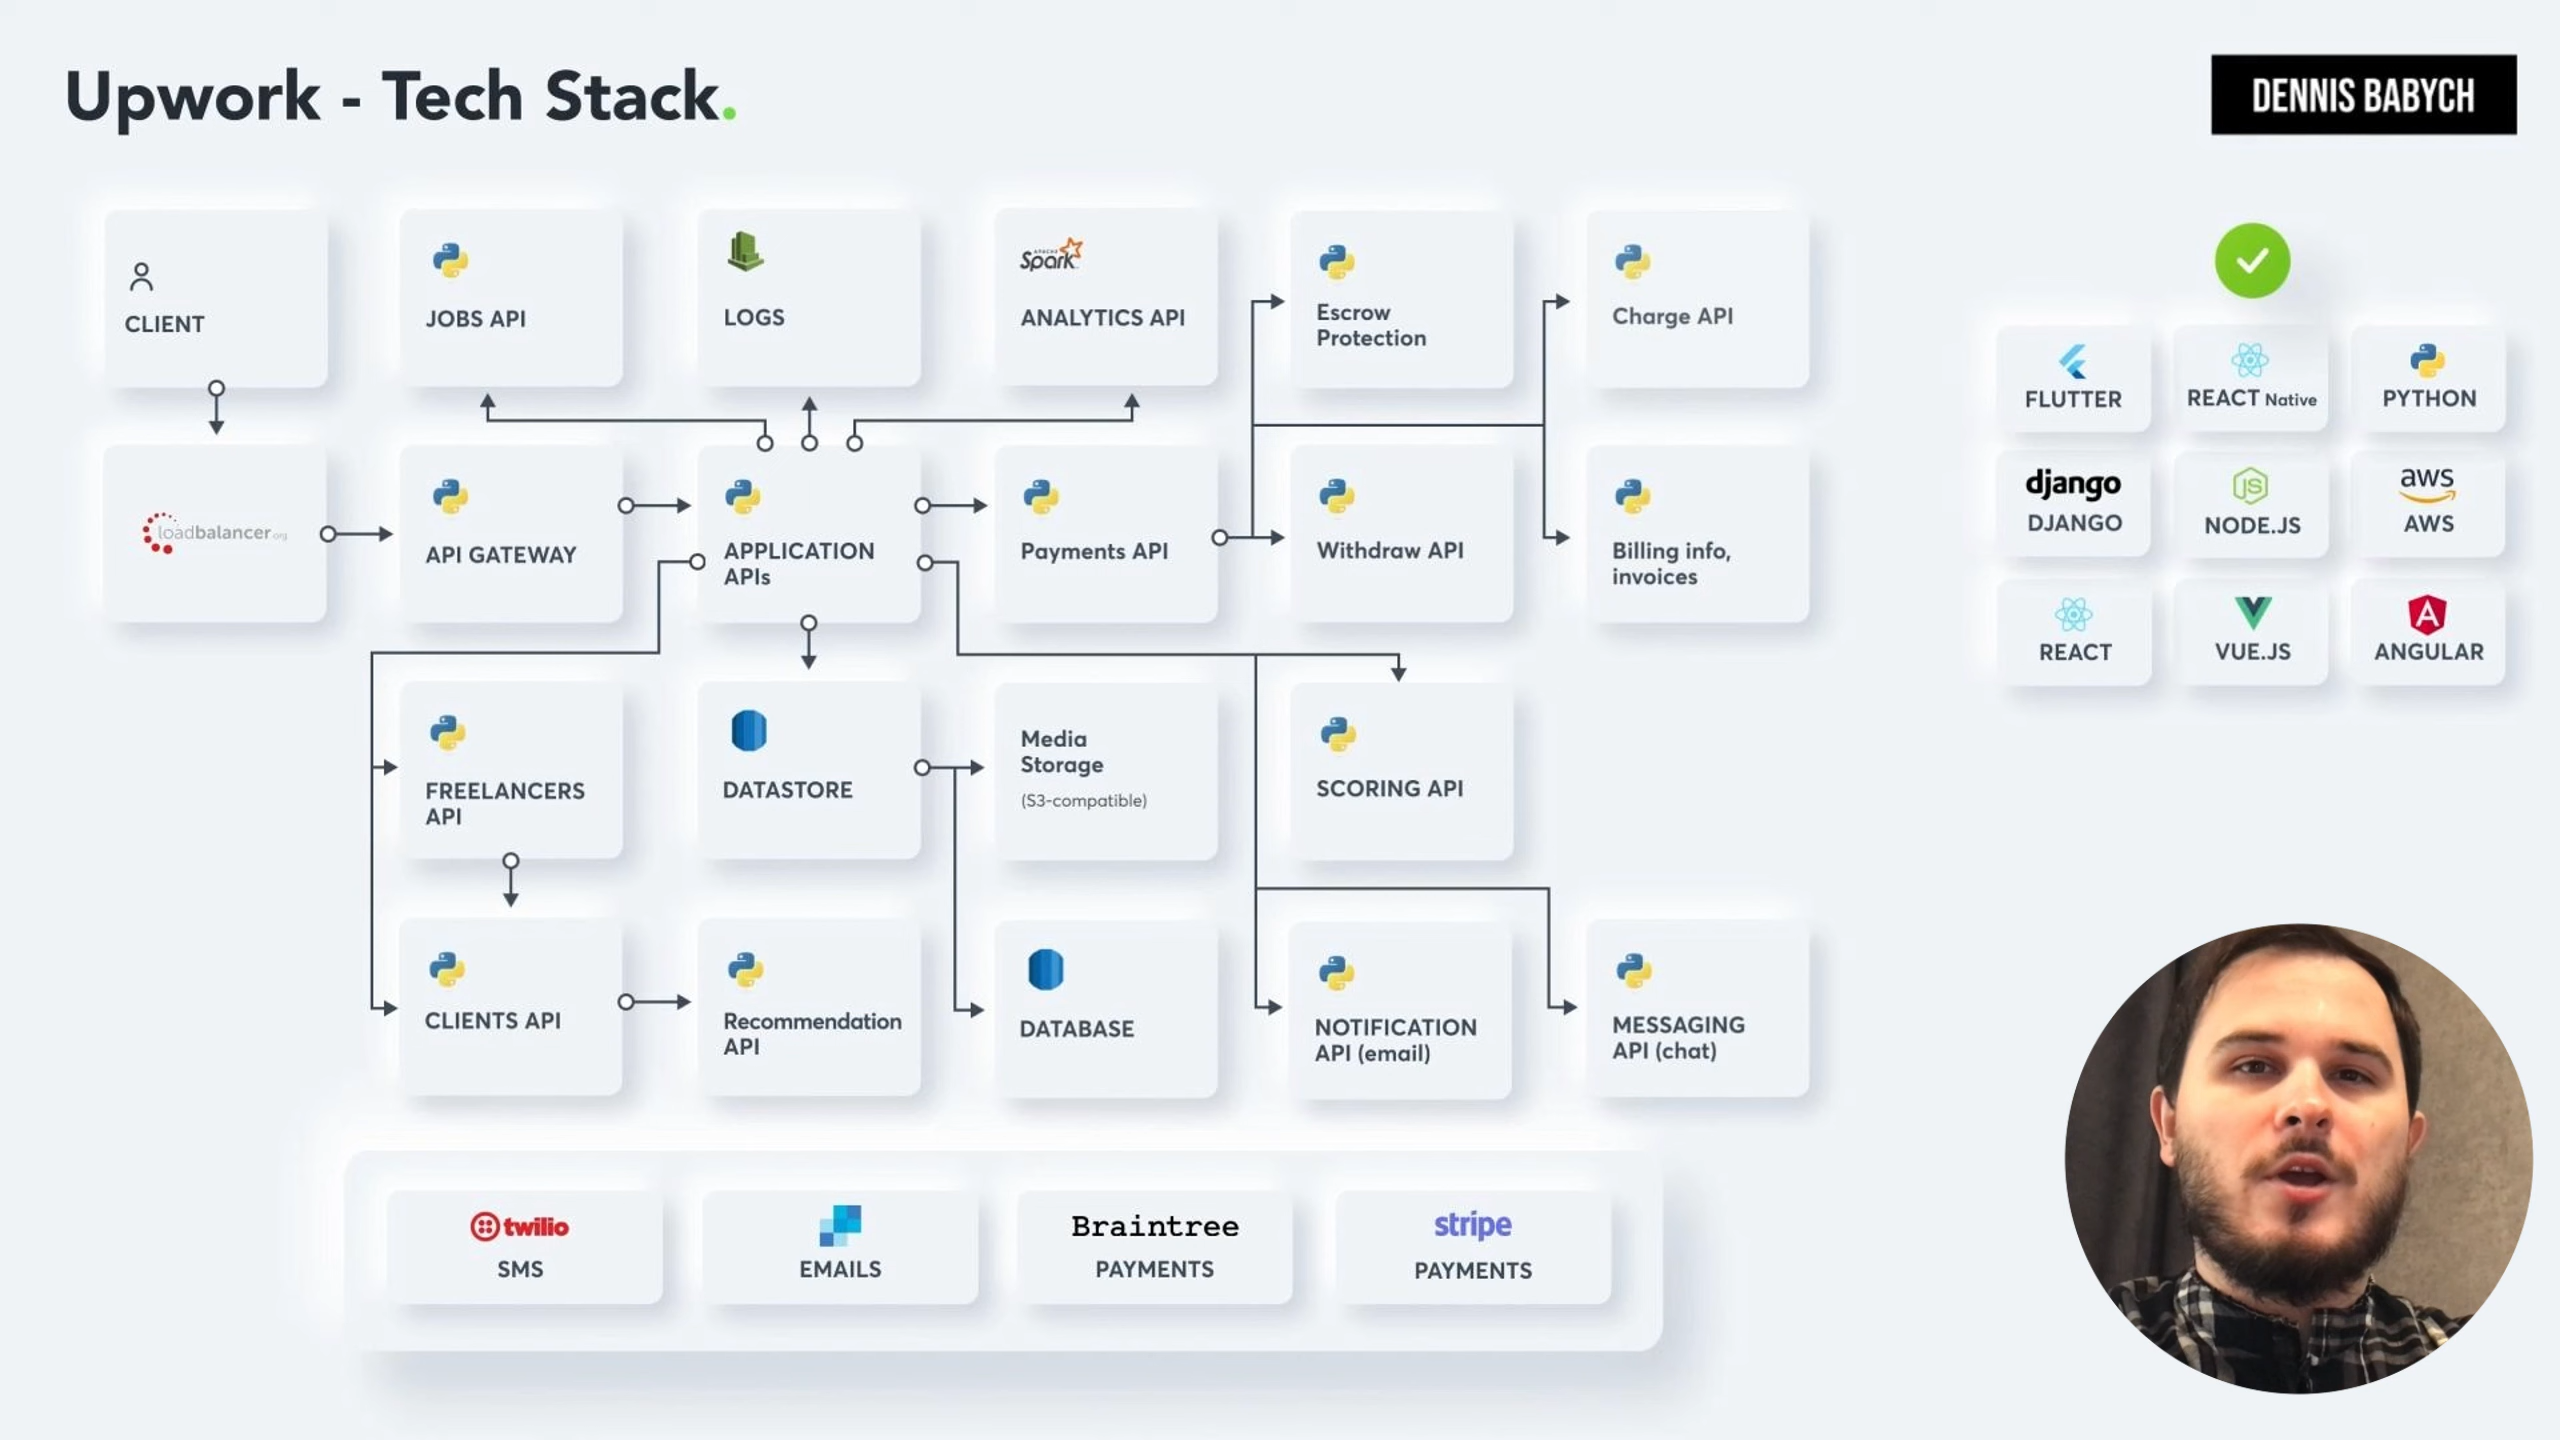 Upwork - Tech Stack.
DENNIS BABYCH
CLIENT
JOBS API
LOGS
APACHE
Spark
ANALYTICS API
Escrow
Protection
Charge API
loadbalancer.org
API GATEWAY
APPLICATION
APIs
Payments API
Withdraw API
Billing info,
invoices
FREELANCERS
API
DATASTORE
Media
Storage
(S3-compatible)
SCORING API
CLIENTS API
Recommendation
API
DATABASE
NOTIFICATION
API (email)
MESSAGING
API (chat)
twilio
SMS
EMAILS
Braintree
PAYMENTS
stripe
PAYMENTS
FLUTTER
REACT Native
PYTHON
django
DJANGO
JS
NODE.JS
aws
AWS
REACT
VUE.JS
A
ANGULAR